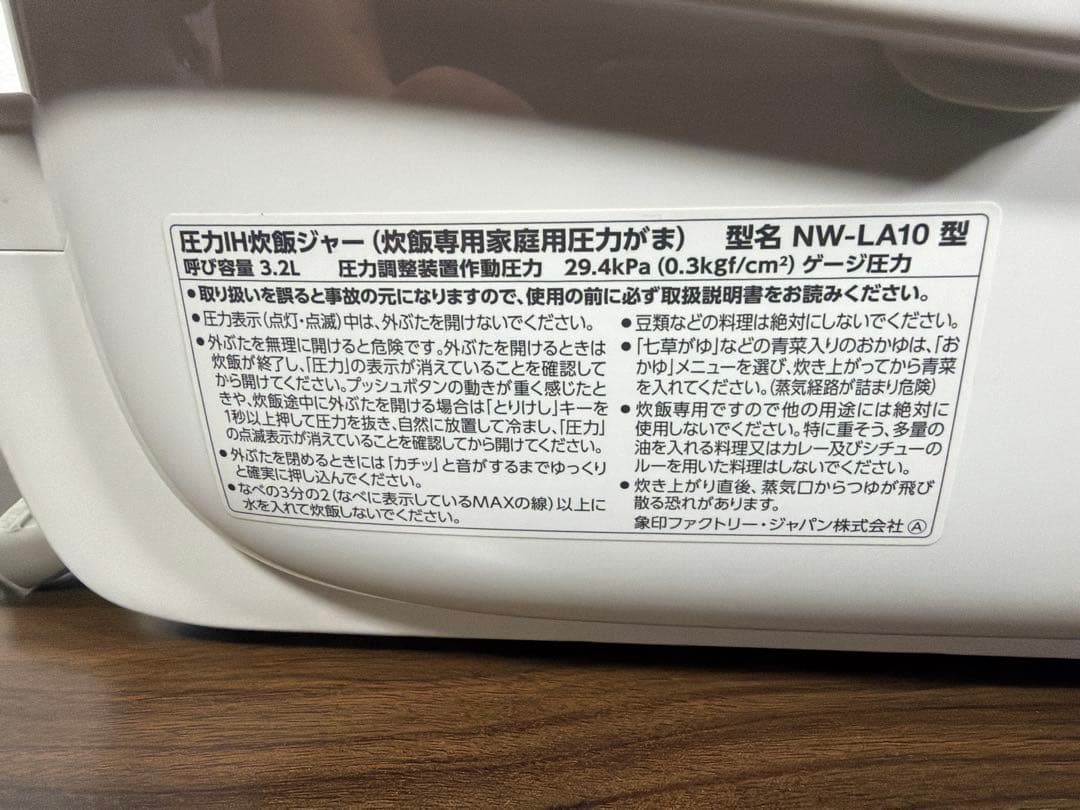 圧力IH炊飯ジャー(炊飯専用家庭用圧力がま) 型名 NW-LA10 型
呼び容量 3.2L 圧力調整装置作動圧力 29.4kPa (0.3kgf/cm²) ゲージ圧力
●取り扱いを誤ると事故の元になりますので、使用の前に必ず取扱説明書をお読みください。
●圧力表示(点灯・点滅)中は、外ぶたを開けないでください。
●外ぶたを無理に開けると危険です。外ぶたを開けるときは
炊飯が終了し、「圧力」の表示が消えていることを確認して
から開けてください。プッシュボタンの動きが重く感じたと
きや、炊飯途中に外ぶたを開ける場合は「とりけし」キーを
1秒以上押して圧力を抜き、自然に放置して冷まし、「圧力」
の点滅表示が消えていることを確認してから開けてください。
●外ぶたを閉めるときには「カチッ」と音がするまでゆっくり
と確実に押し込んでください。
●なべの3分の2(なべに表示しているMAXの線)以上に
水を入れて炊飯しないでください。
●豆類などの料理は絶対にしないでください。
●「七草がゆ」などの青菜入りのおかゆは、「お
かゆ」メニューを選び、炊き上がってから青菜
を入れてください。(蒸気経路が詰まり危険)
●炊飯専用ですので他の用途には絶対に
使用しないでください。特に重そう、多量の
油を入れる料理又はカレー及びシチューの
ルーを用いた料理はしないでください。
●炊き上がり直後、蒸気口からつゆが飛び
散る恐れがあります。
象印ファクトリー・ジャパン株式会社 Ⓐ